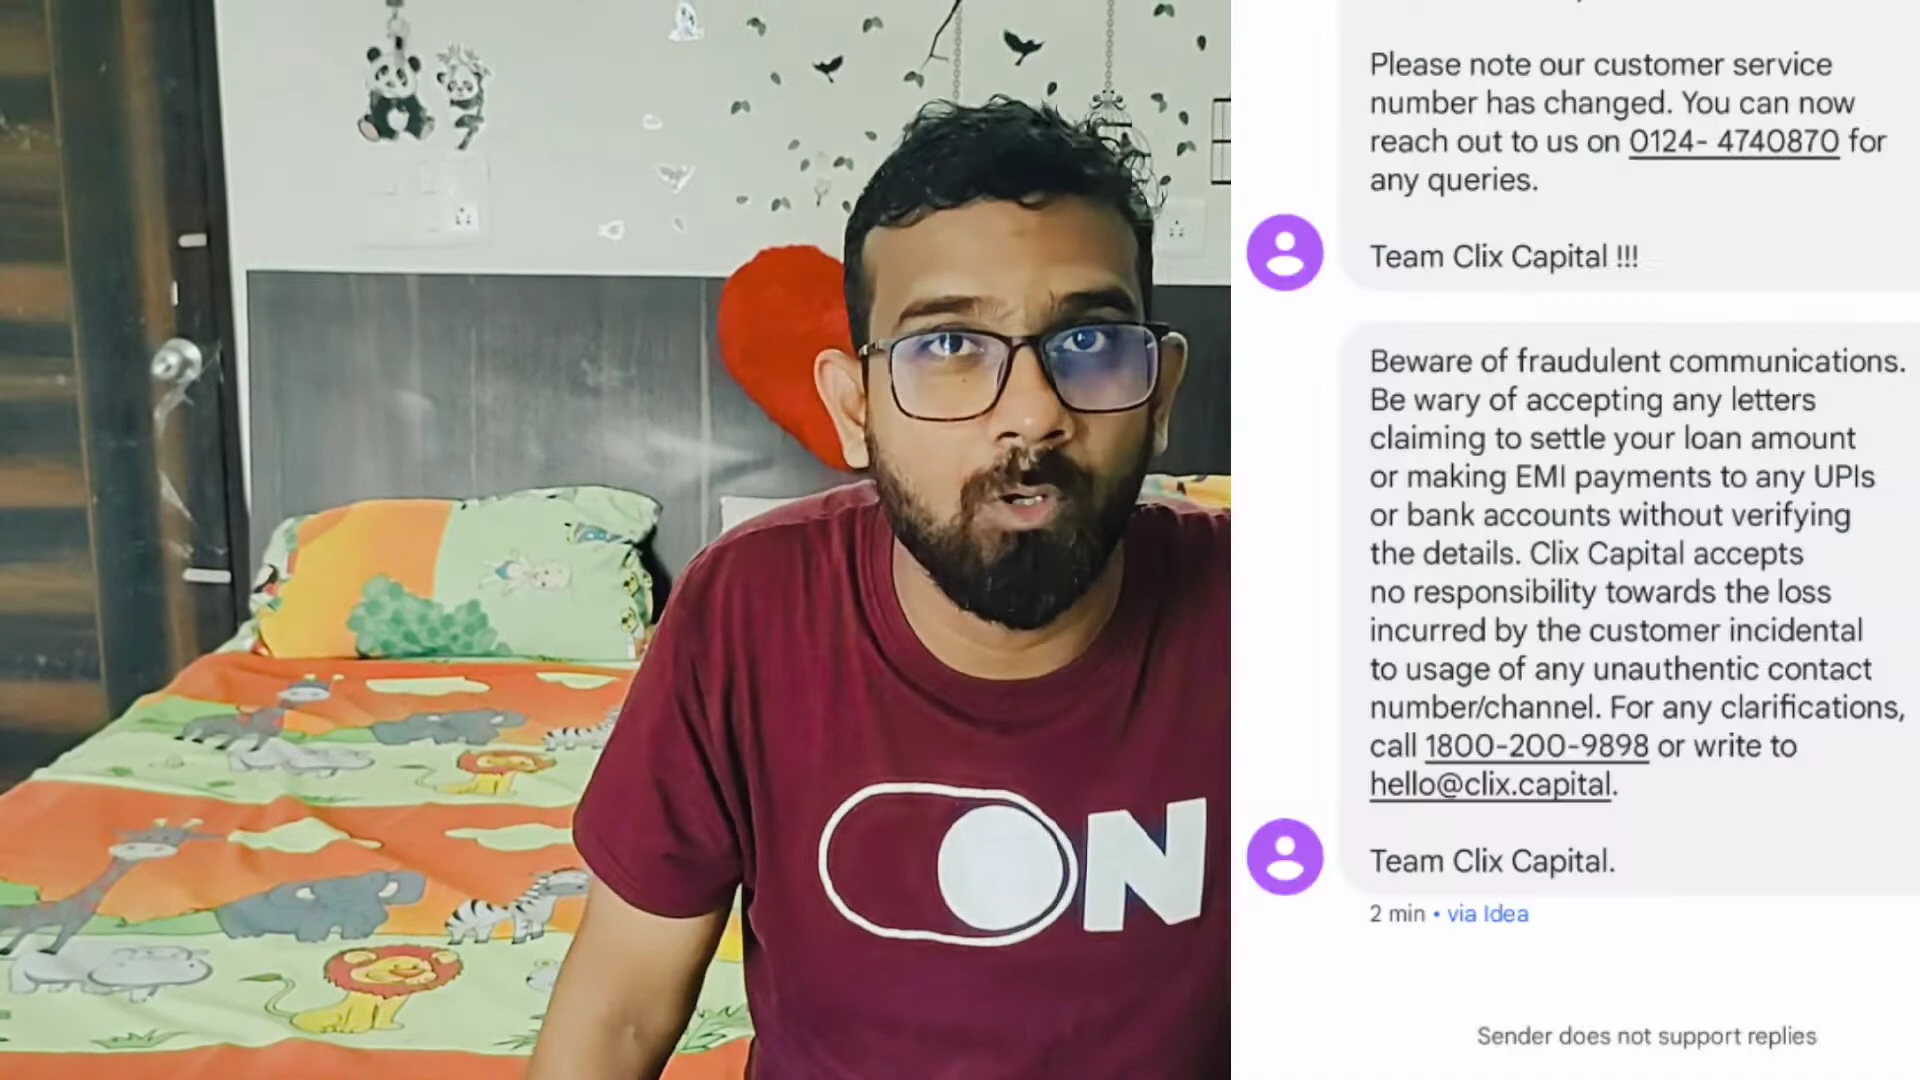 ON
Please note our customer service
number has changed. You can now
reach out to us on 0124- 4740870 for
any queries.
Team Clix Capital !!!
Beware of fraudulent communications.
Be wary of accepting any letters
claiming to settle your loan amount
or making EMI payments to any UPIs
or bank accounts without verifying
the details. Clix Capital accepts
no responsibility towards the loss
incurred by the customer incidental
to usage of any unauthentic contact
number/channel. For any clarifications,
call 1800-200-9898 or write to
hello@clix.capital.
Team Clix Capital.
2 min • via Idea
Sender does not support replies